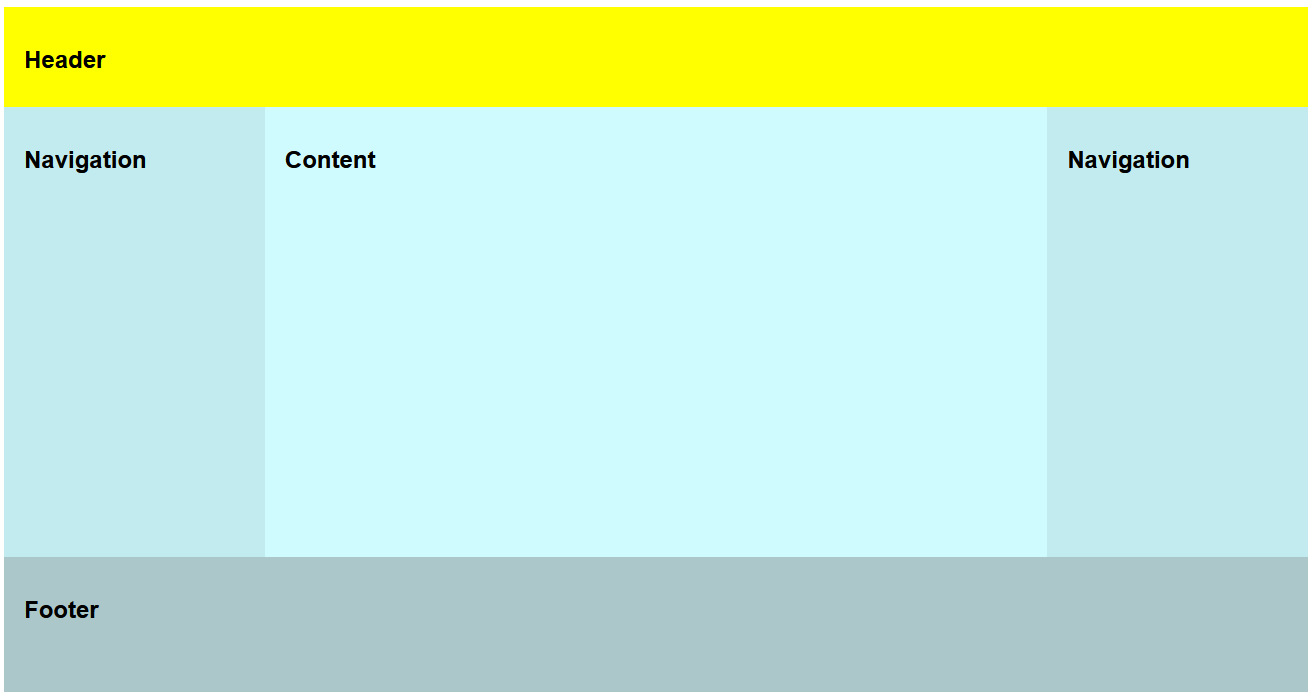 Header
Navigation
Content
Navigation
Footer